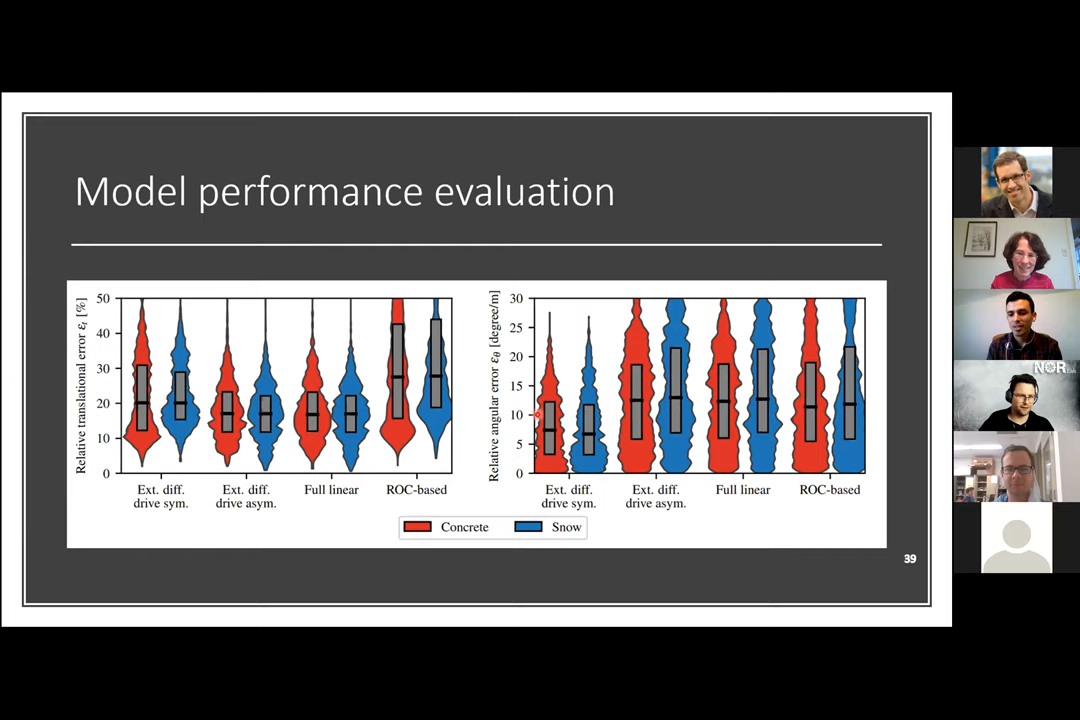 Model performance evaluation
Relative translational error εt [%]
50
40
30
20
10
0
Ext. diff.
drive sym.
Ext. diff.
drive asym.
Full linear
ROC-based
Relative angular error εθ [degree/m]
30
25
20
15
10
5
0
Ext. diff.
drive sym.
Ext. diff.
drive asym.
Full linear
ROC-based
Concrete
Snow
39